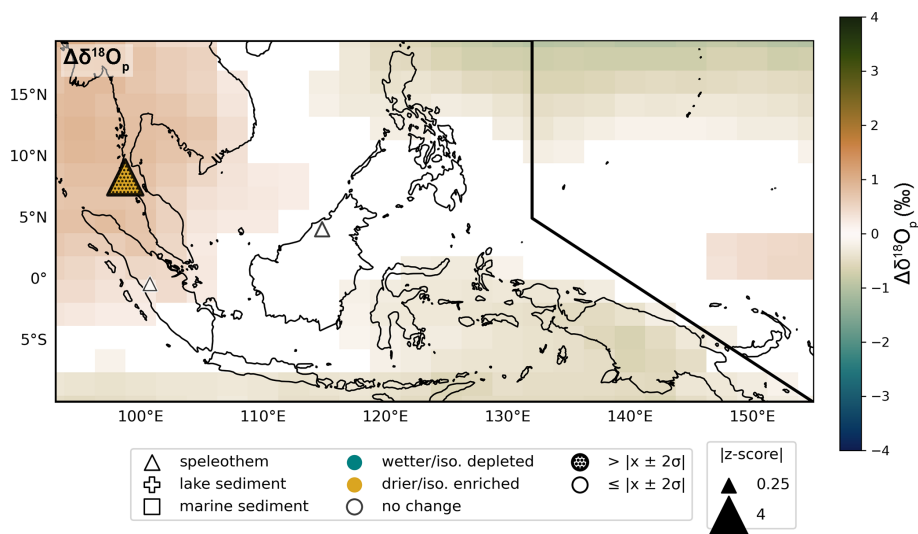 Δδ¹⁸Oₚ
15°N
10°N
5°N
0°
5°S
100°E
110°E
120°E
130°E
140°E
150°E
4
3
2
1
0
−1
−2
−3
−4
Δδ¹⁸Oₚ (‰)
speleothem
lake sediment
marine sediment
wetter/iso. depleted
drier/iso. enriched
no change
> |x ± 2σ|
≤ |x ± 2σ|
|z-score|
0.25
4